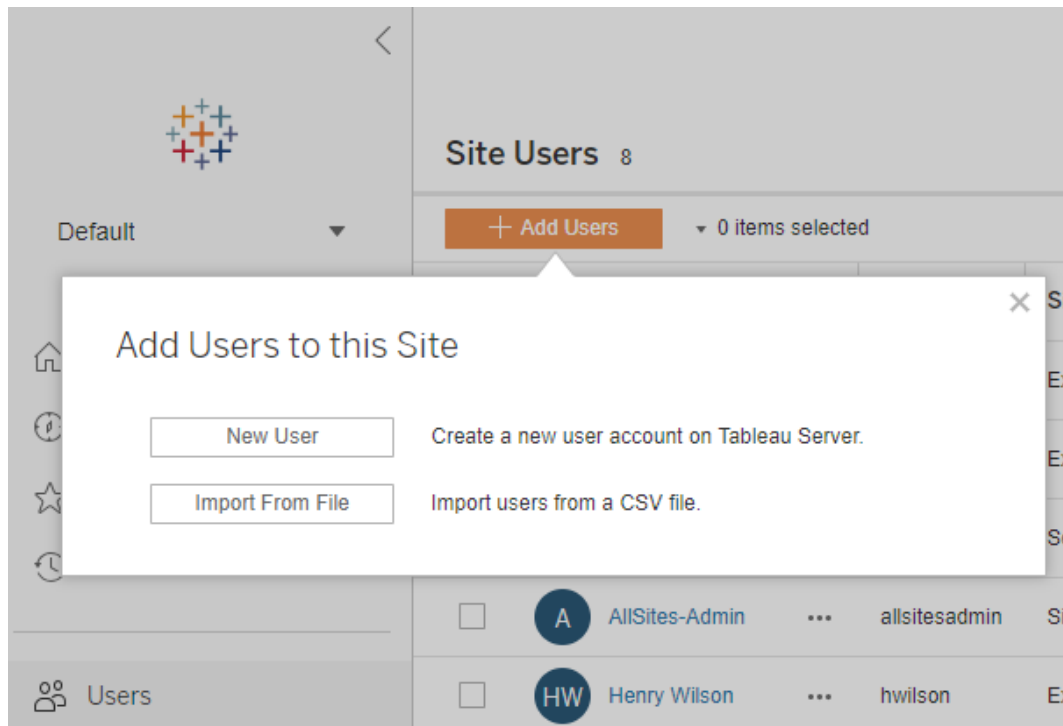 Site Users 8
Default
+ Add Users
0 items selected
Add Users to this Site
New User
Create a new user account on Tableau Server.
Import From File
Import users from a CSV file.
A
AllSites-Admin
allsitesadmin
HW
Henry Wilson
hwilson
Users